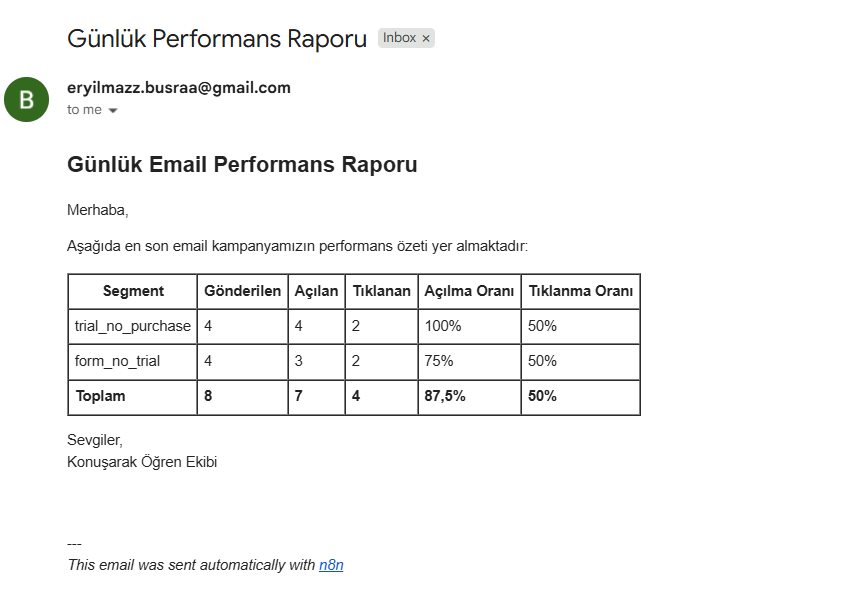 Günlük Performans Raporu Inbox ×
B
eryilmazz.busraa@gmail.com
to me
Günlük Email Performans Raporu
Merhaba,
Aşağıda en son email kampanyamızın performans özeti yer almaktadır:
Segment Gönderilen Açılan Tıklanan Açılma Oranı Tıklanma Oranı
trial_no_purchase 4 4 2 100% 50%
form_no_trial 4 3 2 75% 50%
Toplam 8 7 4 87,5% 50%
Sevgiler,
Konuşarak Öğren Ekibi
---
This email was sent automatically with n8n